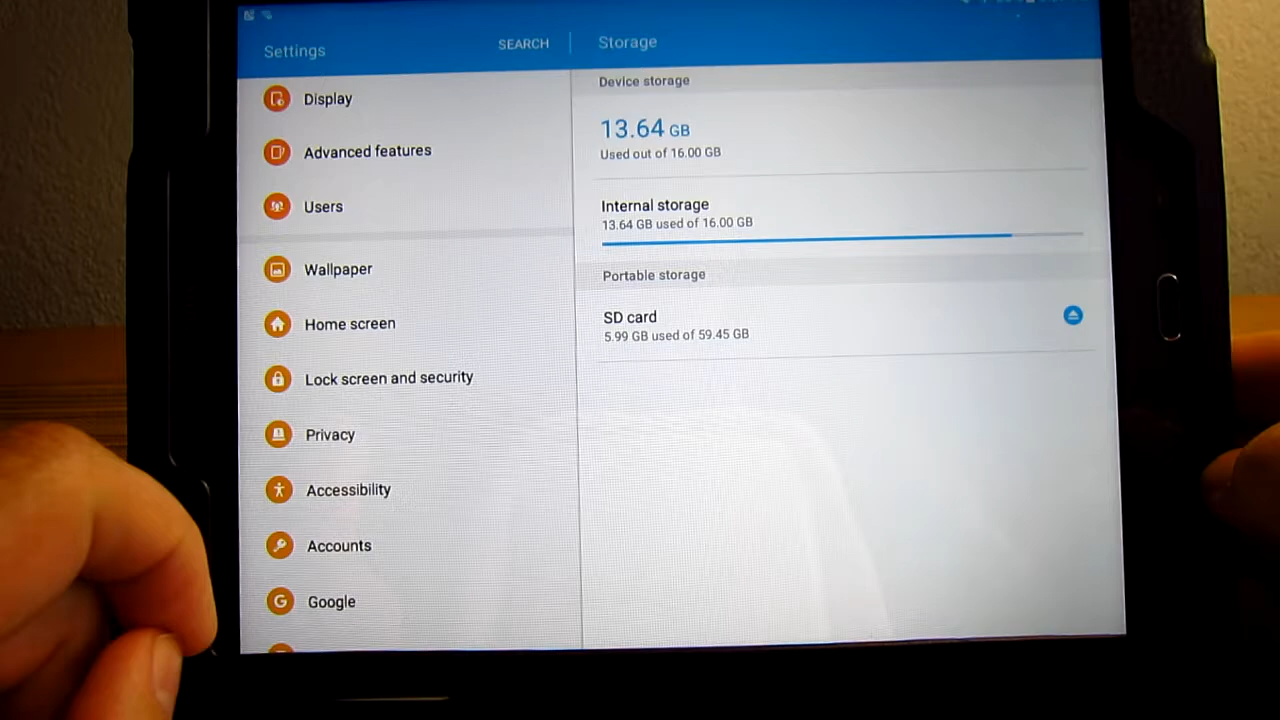 Settings
SEARCH
Storage
Display
Advanced features
Users
Wallpaper
Home screen
Lock screen and security
Privacy
Accessibility
Accounts
Google
Device storage
13.64 GB
Used out of 16.00 GB
Internal storage
13.64 GB used of 16.00 GB
Portable storage
SD card
5.99 GB used of 59.45 GB